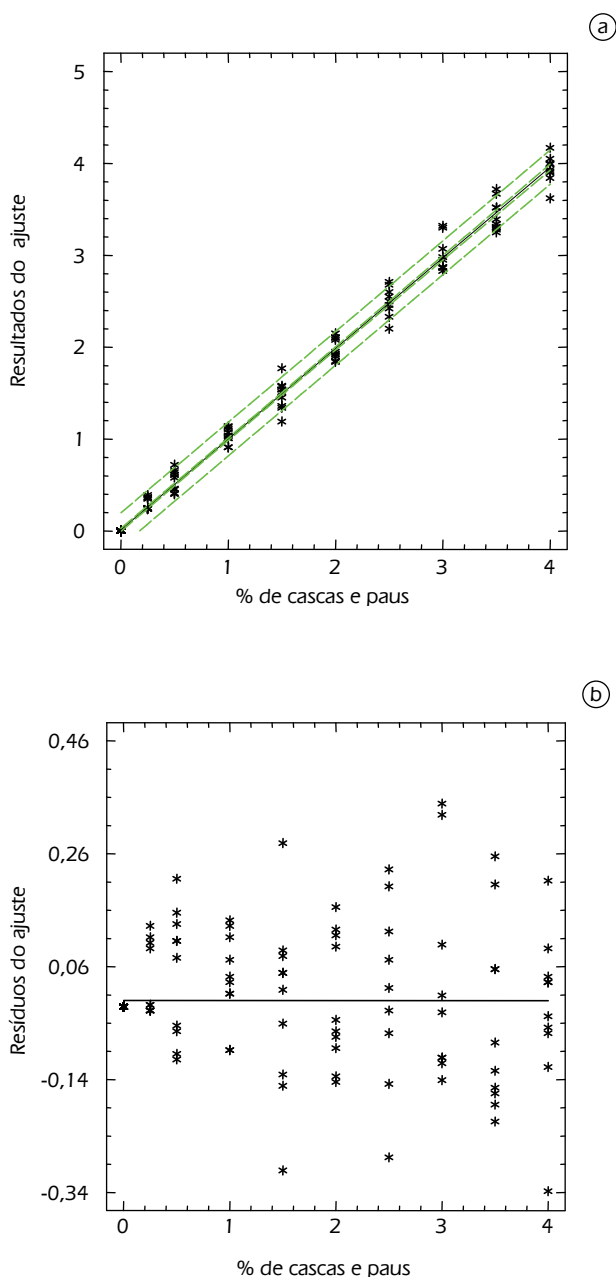 a
5
4
3
2
1
0
Resultados do ajuste
0 1 2 3 4
% de cascas e paus
b
0,46
0,26
0,06
-0,14
-0,34
Resíduos do ajuste
0 1 2 3 4
% de cascas e paus